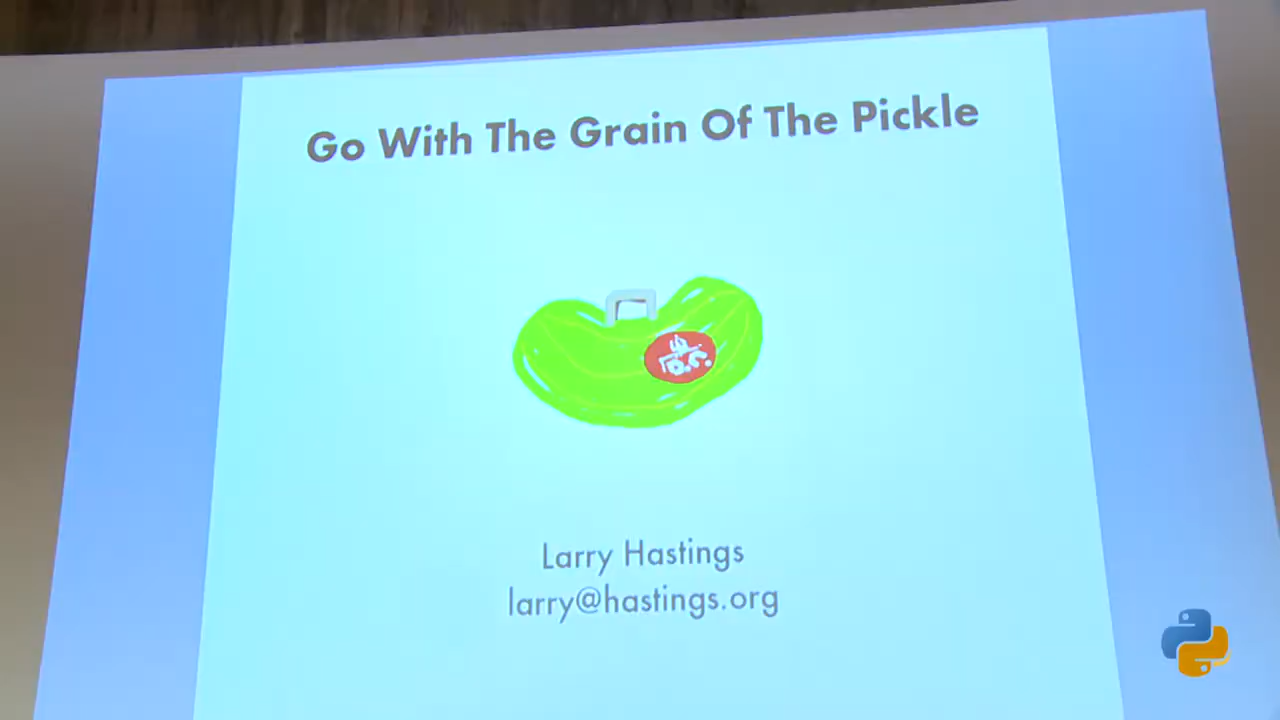 Go With The Grain Of The Pickle
Larry Hastings
larry@hastings.org